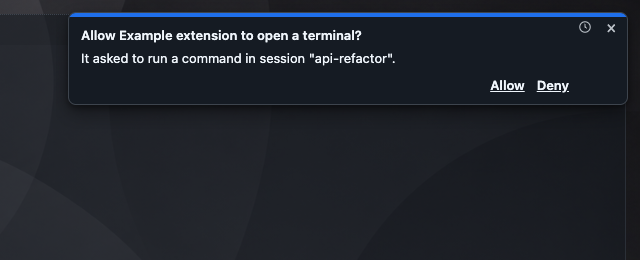 Allow Example extension to open a terminal?
It asked to run a command in session "api-refactor".
Allow Deny